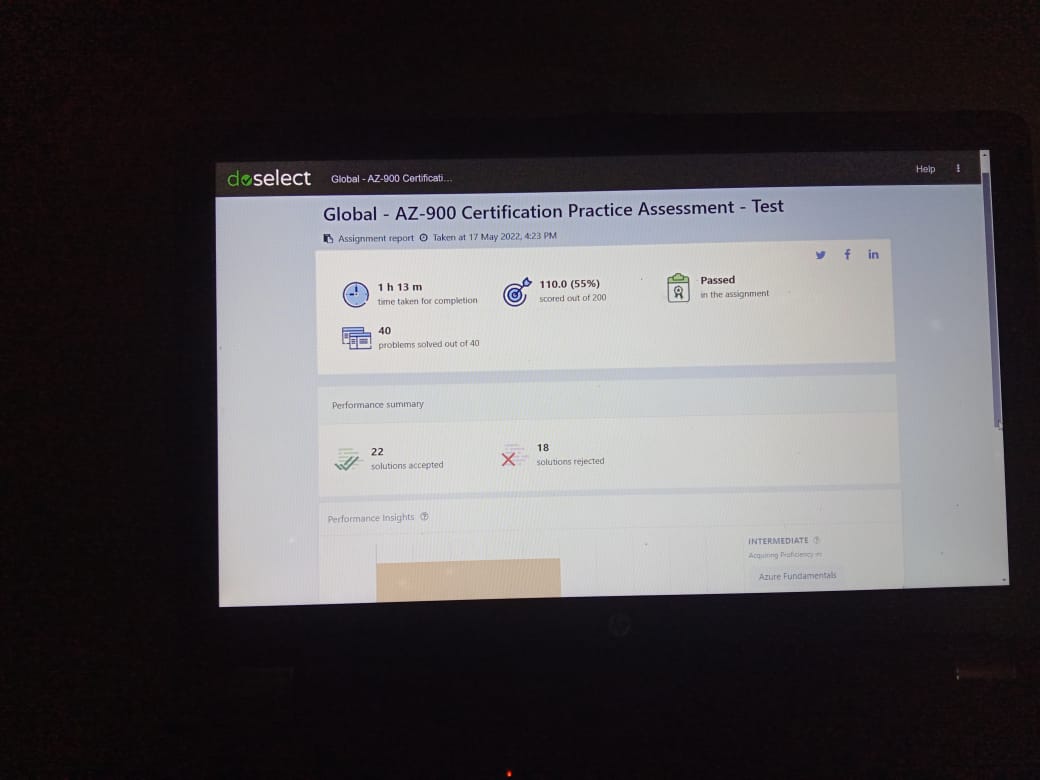 doselect Global - AZ-900 Certificati... Help
Global - AZ-900 Certification Practice Assessment - Test
Assignment report Taken at 17 May 2022, 4:23 PM
1 h 13 m
time taken for completion
110.0 (55%)
scored out of 200
Passed
in the assignment
40
problems solved out of 40
Performance summary
22
solutions accepted
18
solutions rejected
Performance Insights
INTERMEDIATE
Acquiring Proficiency in
Azure Fundamentals